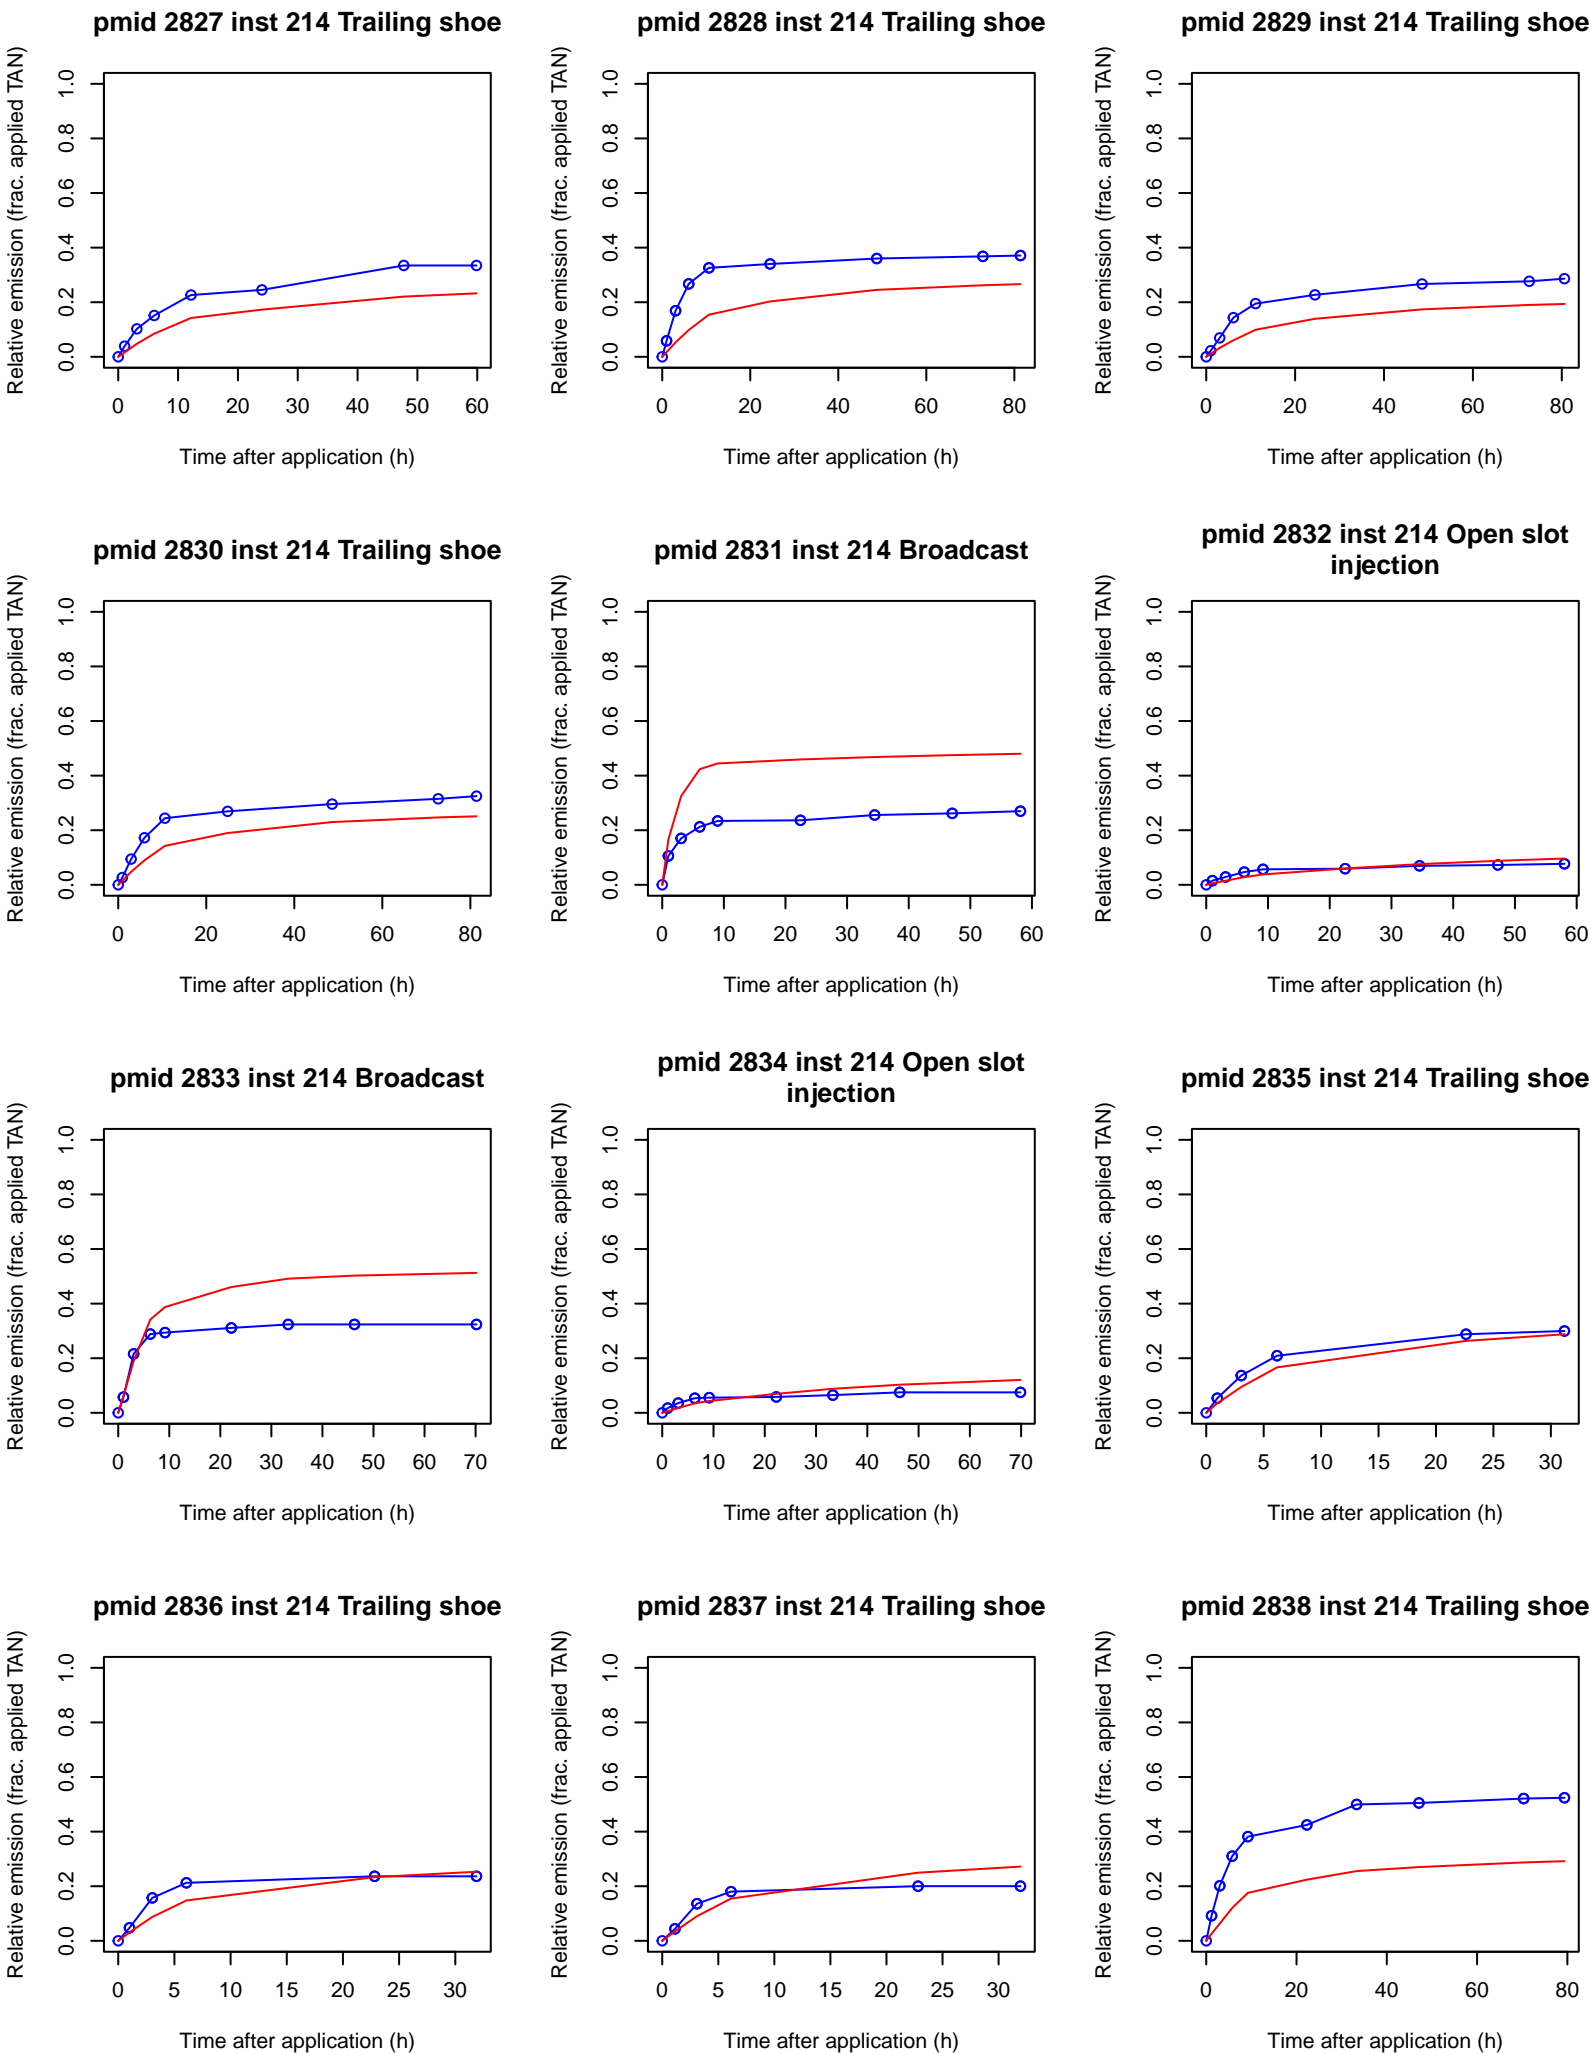 pmid 2827 inst 214 Trailing shoe
Relative emission (frac. applied TAN)
0.0 0.2 0.4 0.6 0.8 1.0
0 10 20 30 40 50 60
Time after application (h)
pmid 2828 inst 214 Trailing shoe
Relative emission (frac. applied TAN)
0.0 0.2 0.4 0.6 0.8 1.0
0 20 40 60 80
Time after application (h)
pmid 2829 inst 214 Trailing shoe
Relative emission (frac. applied TAN)
0.0 0.2 0.4 0.6 0.8 1.0
0 20 40 60 80
Time after application (h)
pmid 2830 inst 214 Trailing shoe
Relative emission (frac. applied TAN)
0.0 0.2 0.4 0.6 0.8 1.0
0 20 40 60 80
Time after application (h)
pmid 2831 inst 214 Broadcast
Relative emission (frac. applied TAN)
0.0 0.2 0.4 0.6 0.8 1.0
0 10 20 30 40 50 60
Time after application (h)
pmid 2832 inst 214 Open slot
injection
Relative emission (frac. applied TAN)
0.0 0.2 0.4 0.6 0.8 1.0
0 10 20 30 40 50 60
Time after application (h)
pmid 2833 inst 214 Broadcast
Relative emission (frac. applied TAN)
0.0 0.2 0.4 0.6 0.8 1.0
0 10 20 30 40 50 60 70
Time after application (h)
pmid 2834 inst 214 Open slot
injection
Relative emission (frac. applied TAN)
0.0 0.2 0.4 0.6 0.8 1.0
0 10 20 30 40 50 60 70
Time after application (h)
pmid 2835 inst 214 Trailing shoe
Relative emission (frac. applied TAN)
0.0 0.2 0.4 0.6 0.8 1.0
0 5 10 15 20 25 30
Time after application (h)
pmid 2836 inst 214 Trailing shoe
Relative emission (frac. applied TAN)
0.0 0.2 0.4 0.6 0.8 1.0
0 5 10 15 20 25 30
Time after application (h)
pmid 2837 inst 214 Trailing shoe
Relative emission (frac. applied TAN)
0.0 0.2 0.4 0.6 0.8 1.0
0 5 10 15 20 25 30
Time after application (h)
pmid 2838 inst 214 Trailing shoe
Relative emission (frac. applied TAN)
0.0 0.2 0.4 0.6 0.8 1.0
0 20 40 60 80
Time after application (h)